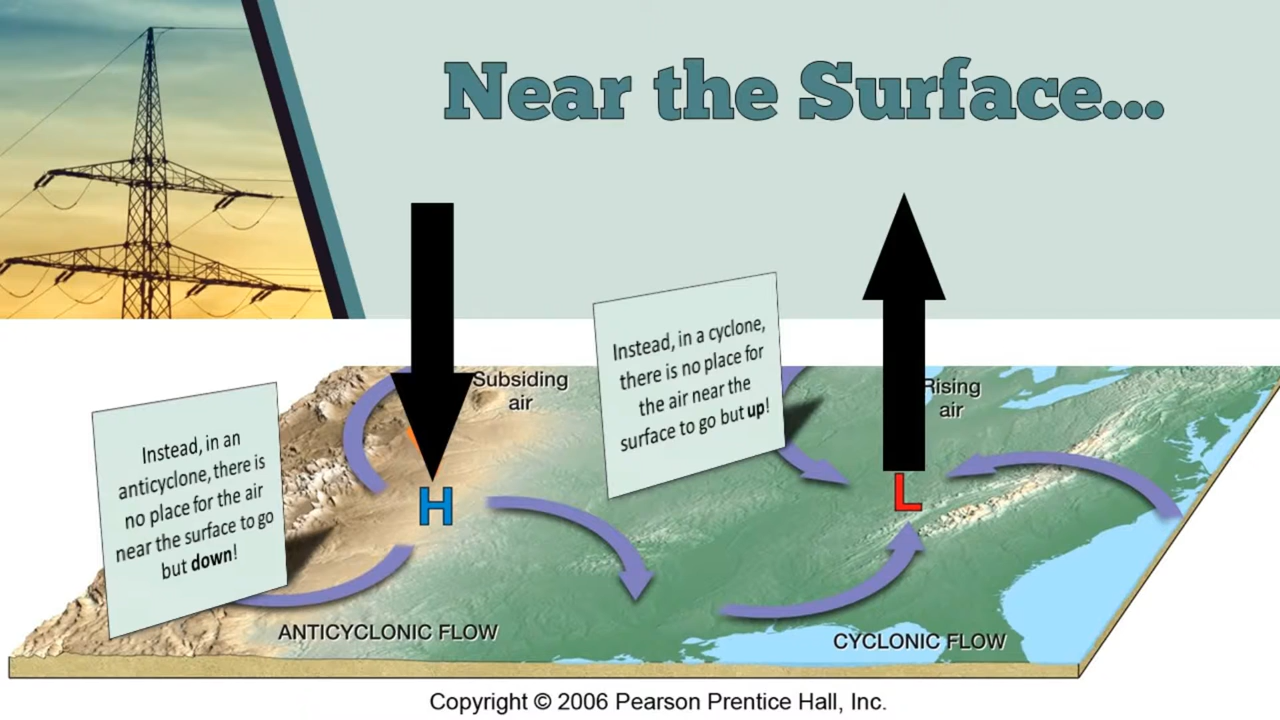 Near the Surface...
Subsiding
air
Instead, in a cyclone,
there is no place for
the air near the
surface to go but up!
Rising
air
Instead, in an
anticyclone, there is
no place for the air
near the surface to go
but down!
H
L
ANTICYCLONIC FLOW
CYCLONIC FLOW
Copyright © 2006 Pearson Prentice Hall, Inc.